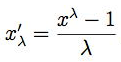 x′_λ = (x^λ − 1) / λ